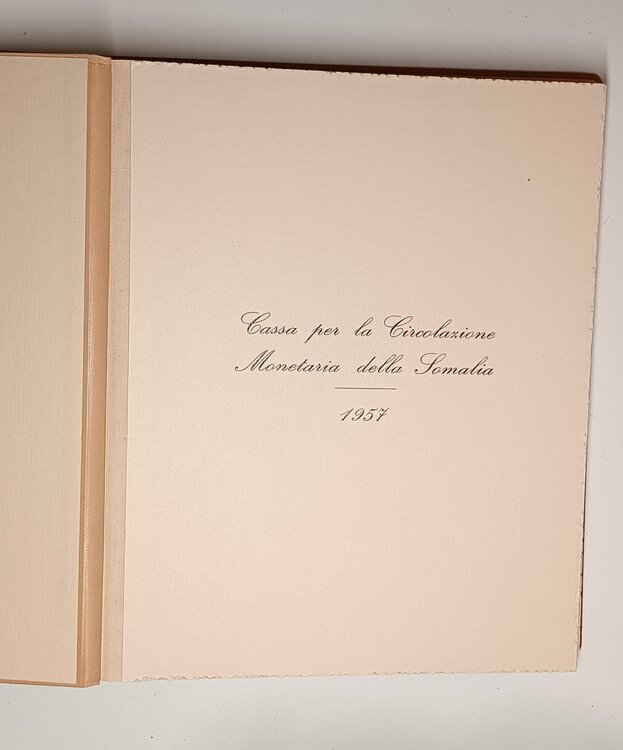 Cassa per la Circolazione
Monetaria della Somalia
1957